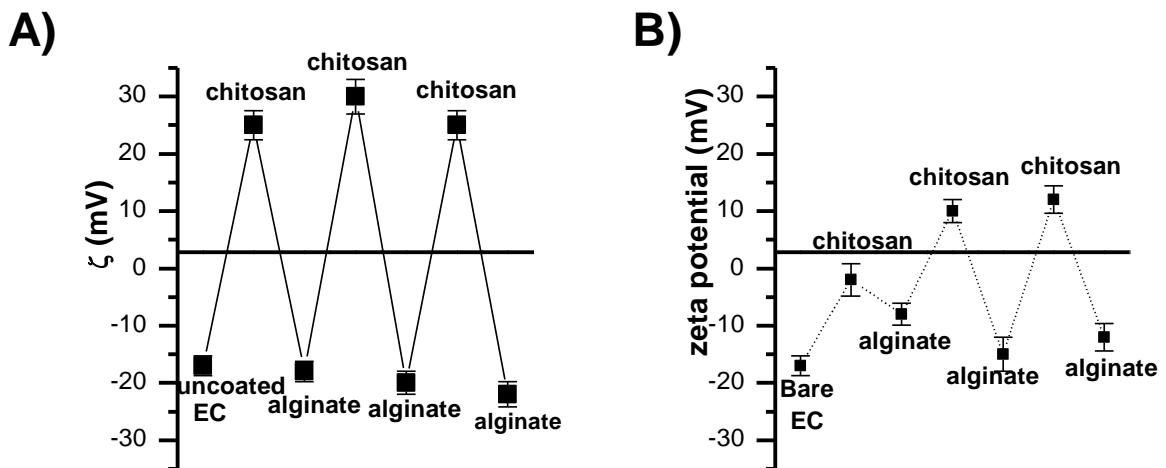 A)
chitosan
chitosan
chitosan
30
20
10
0
-10
-20
-30
ζ (mV)
uncoated
EC
alginate
alginate
alginate
B)
chitosan
chitosan
chitosan
30
20
10
0
-10
-20
-30
zeta potential (mV)
Bare
EC
alginate
alginate
alginate